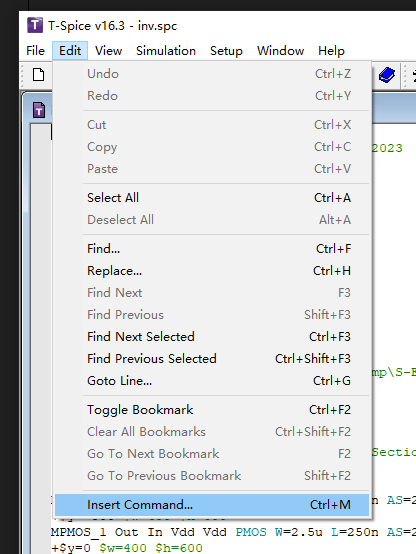 T-Spice v16.3 - inv.spc
File Edit View Simulation Setup Window Help
Undo Ctrl+Z
Redo Ctrl+Y
Cut Ctrl+X
2023
Copy Ctrl+C
Paste Ctrl+V
Select All Ctrl+A
Deselect All Alt+A
Find... Ctrl+F
Replace... Ctrl+H
Find Next F3
Find Previous Shift+F3
Find Next Selected Ctrl+F3
Find Previous Selected Ctrl+Shift+F3
mp\S-E
Goto Line... Ctrl+G
Toggle Bookmark Ctrl+F2
Clear All Bookmarks Ctrl+Shift+F2
Go To Next Bookmark F2
Section
Go To Previous Bookmark Shift+F2
Insert Command... Ctrl+M
n AS=2
MPMOS_1 Out In Vdd Vdd PMOS W=2.5u L=250n AS=2
+$y=0 $w=400 $h=600